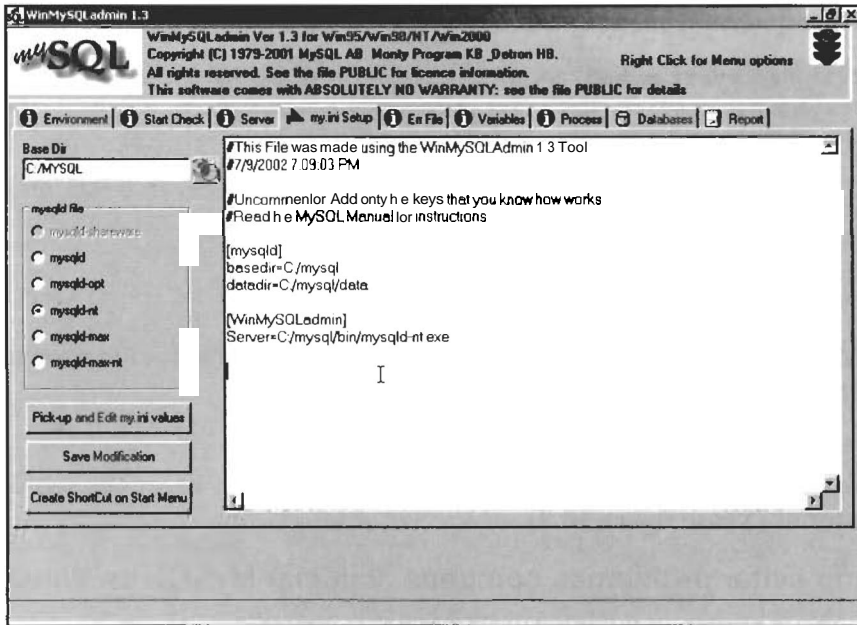 WinMySQLadmin 1.3
mySQL
WinMySQLadmin Ver 1.3 for Win95/Win98/NT/Win2000
Copyright (C) 1979-2001 MySQL AB Monty Program KB _Detron HB.
All rights reserved. See the file PUBLIC for licence information.
This software comes with ABSOLUTELY NO WARRANTY: see the file PUBLIC for details
Right Click for Menu options
Environment Start Check Server my.ini Setup Err File Variables Process Databases Report
Base Dir
C:/MYSQL
mysqld file
mysqld-shareware
mysqld
mysqld-opt
mysqld-nt
mysqld-max
mysqld-max-nt
Pick-up and Edit my.ini values
Save Modification
Create ShortCut on Start Menu
#This File was made using the WinMySQLAdmin 1 3 Tool
#7/9/2002 7:09:03 PM
#Uncommenlor Add onty h e keys that you know how works
#Read h e MySQL Manual lor instructions
[mysqld]
basedir=C:/mysql
datadir=C:/mysql/data
[WinMySQLadmin]
Server=C:/mysql/bin/mysqld-nt exe